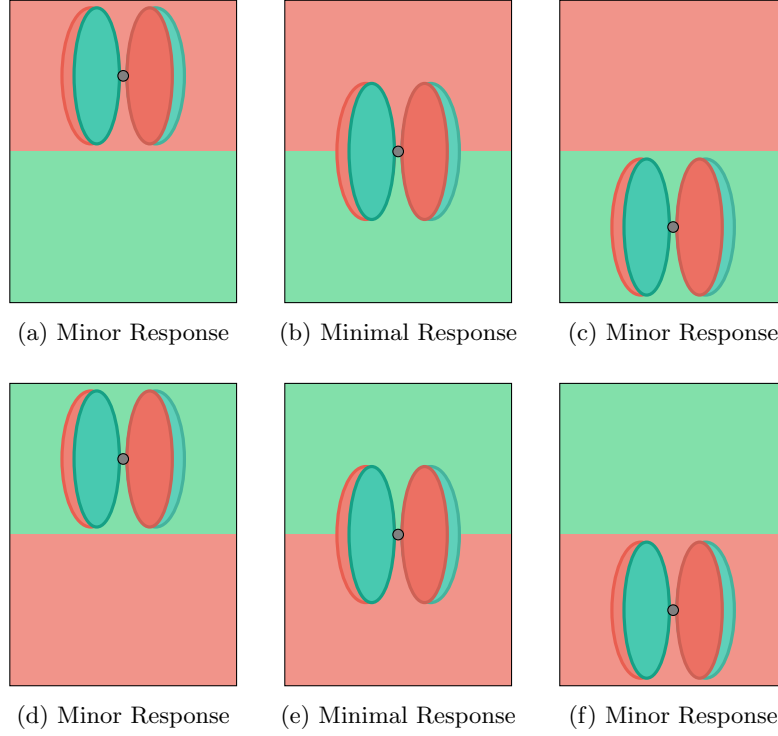 (a) Minor Response
(b) Minimal Response
(c) Minor Response
(d) Minor Response
(e) Minimal Response
(f) Minor Response